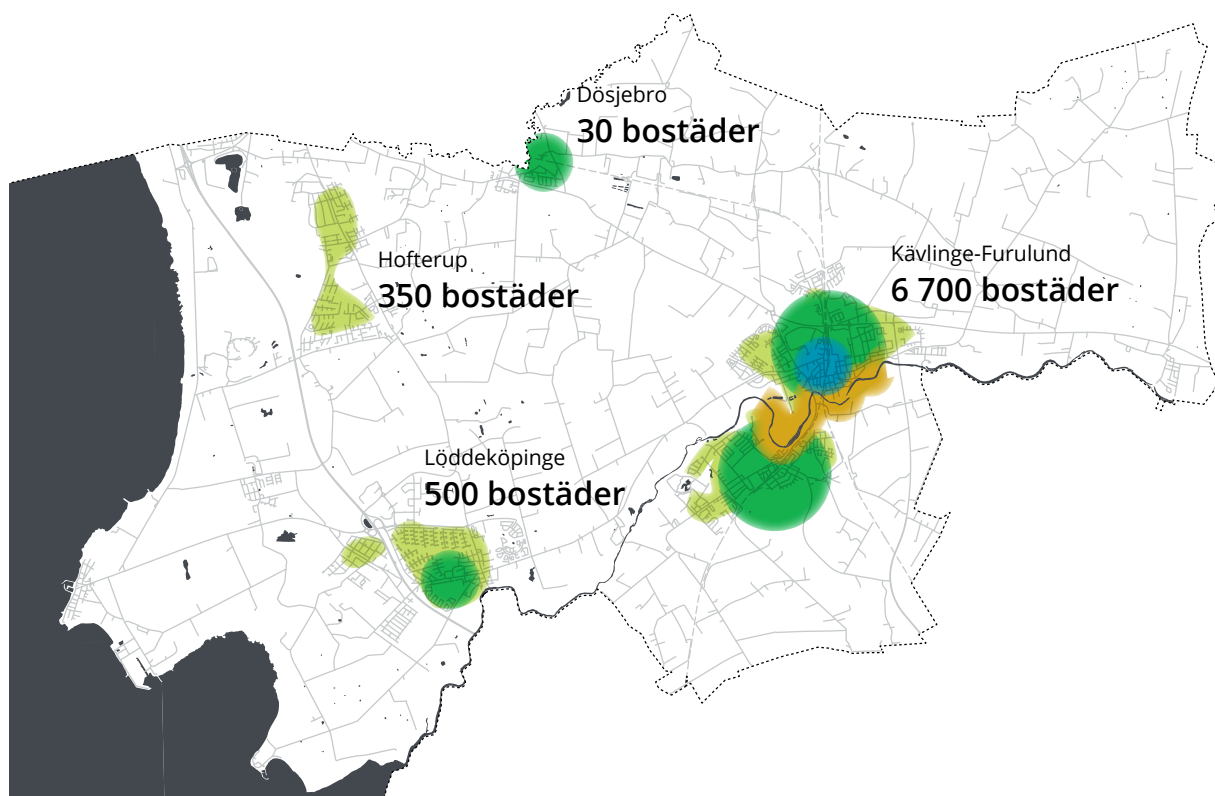 Dösjebro
30 bostäder
Kävlinge-Furulund
6 700 bostäder
Hofterup
350 bostäder
Löddeköpinge
500 bostäder